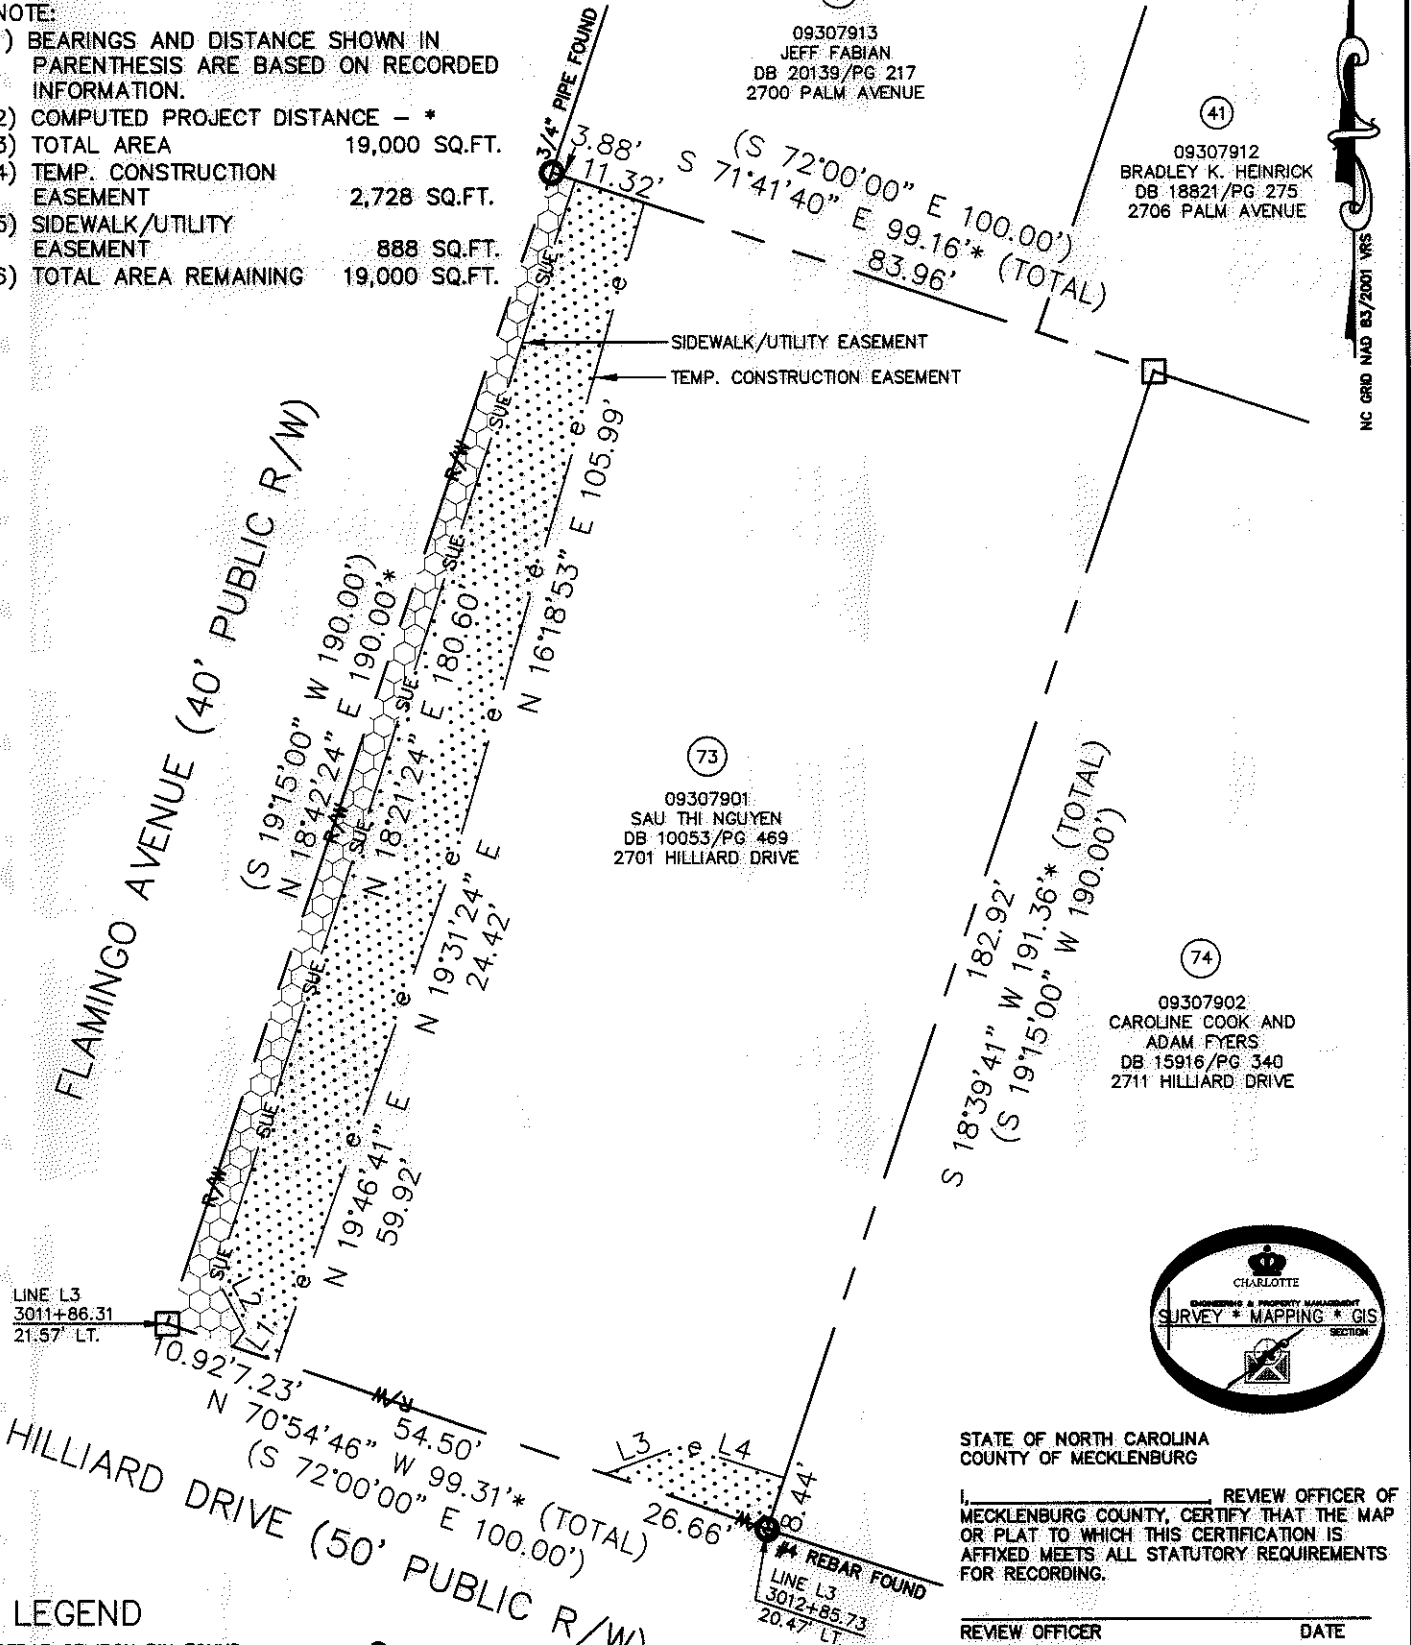 NOTE:
) BEARINGS AND DISTANCE SHOWN IN
PARENTHESIS ARE BASED ON RECORDED
INFORMATION.
2) COMPUTED PROJECT DISTANCE – *
3) TOTAL AREA 19,000 SQ.FT.
4) TEMP. CONSTRUCTION
EASEMENT 2,728 SQ.FT.
5) SIDEWALK/UTILITY
EASEMENT 888 SQ.FT.
6) TOTAL AREA REMAINING 19,000 SQ.FT.
3/4" PIPE FOUND
09307913
JEFF FABIAN
DB 20139/PG 217
2700 PALM AVENUE
41
09307912
BRADLEY K. HEINRICK
DB 18821/PG 275
2706 PALM AVENUE
NC GRID NAD 83/2001 VRS
3.88'
11.32'
(S 72°00'00" E 100.00')
S 71°41'40" E 99.16'* (TOTAL)
83.96'
SIDEWALK/UTILITY EASEMENT
TEMP. CONSTRUCTION EASEMENT
FLAMINGO AVENUE (40' PUBLIC R/W)
(S 19°15'00" W 190.00')
N 18°42'24" E 190.00'*
N 18°21'24" E 180.60'
N 16°18'53" E 105.99'
N 19°31'24" E
24.42'
N 19°46'41" E
59.92'
R/W
R/W
R/W
SUE
SUE
SUE
SUE
SUE
SUE
SUE
SUE
e
e
e
e
e
e
e
e
73
09307901
SAU THI NGUYEN
DB 10053/PG 469
2701 HILLIARD DRIVE
182.92'
S 18°39'41" W 191.36'* (TOTAL)
(S 19°15'00" W 190.00')
74
09307902
CAROLINE COOK AND
ADAM FYERS
DB 15916/PG 340
2711 HILLIARD DRIVE
LINE L3
3011+86.31
21.57' LT.
L2
L1
10.92'
7.23'
R/W
54.50'
N 70°54'46" W 99.31'* (TOTAL)
(S 72°00'00" E 100.00')
HILLIARD DRIVE (50' PUBLIC R/W)
L3
e
L4
26.66'
8.44'
#4 REBAR FOUND
LINE L3
3012+85.73
20.47' LT.
CHARLOTTE
ENGINEERING & PROPERTY MANAGEMENT
SURVEY * MAPPING * GIS
SECTION
STATE OF NORTH CAROLINA
COUNTY OF MECKLENBURG
I, REVIEW OFFICER OF
MECKLENBURG COUNTY, CERTIFY THAT THE MAP
OR PLAT TO WHICH THIS CERTIFICATION IS
AFFIXED MEETS ALL STATUTORY REQUIREMENTS
FOR RECORDING.
REVIEW OFFICER DATE
LEGEND